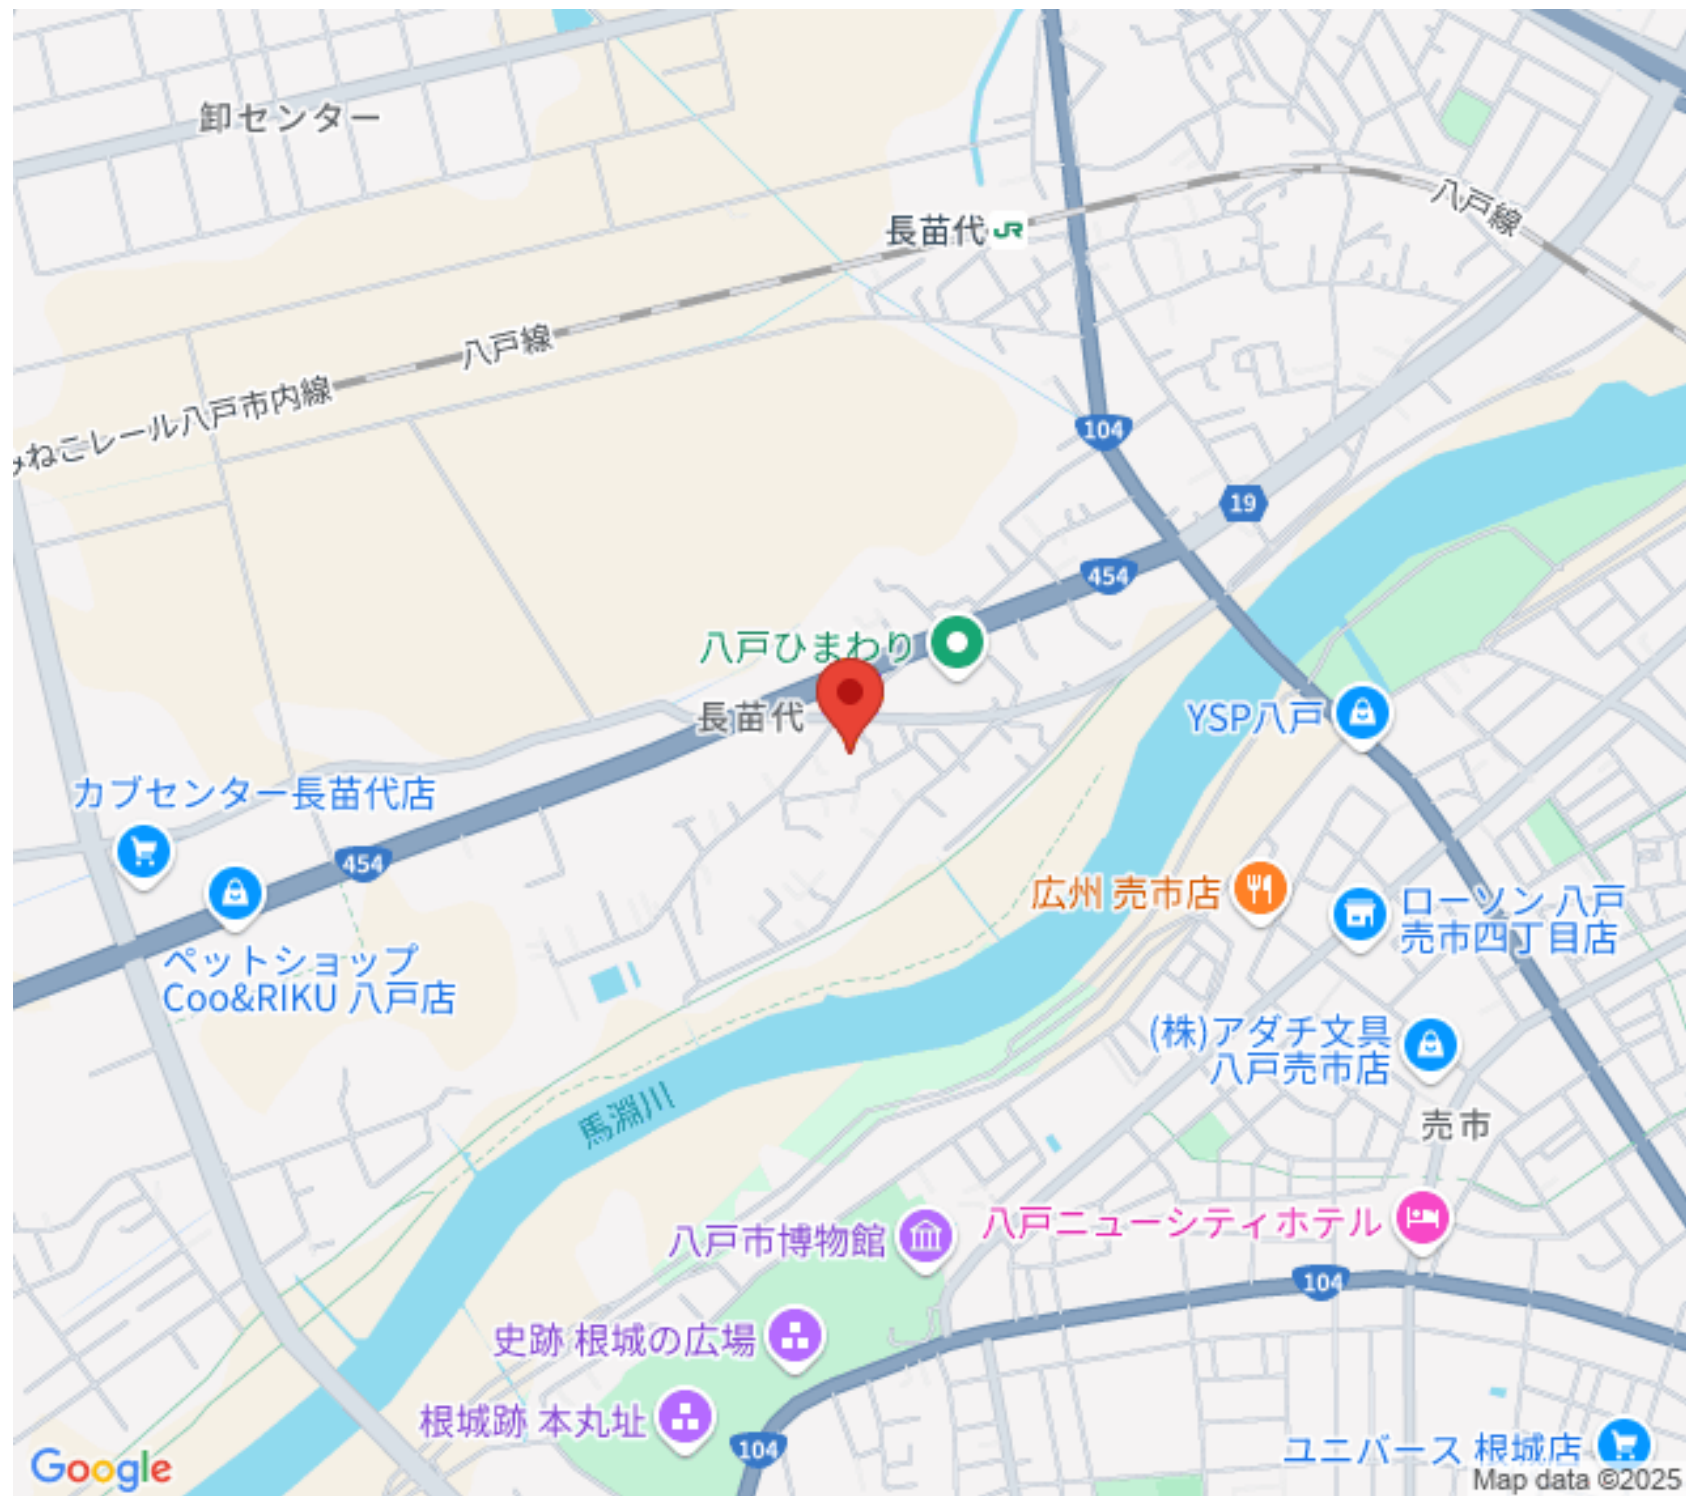 卸センター
長苗代
JR
八戸線
八戸線
ねこレール八戸市内線
104
19
454
八戸ひまわり
長苗代
YSP八戸
カブセンター長苗代店
454
ペットショップ
Coo&RIKU 八戸店
広州 売市店
ローソン 八戸
売市四丁目店
(株)アダチ文具
八戸売市店
馬淵川
売市
八戸市博物館
八戸ニューシティホテル
104
史跡 根城の広場
根城跡 本丸址
104
ユニバース 根城店
Google
Map data ©2025